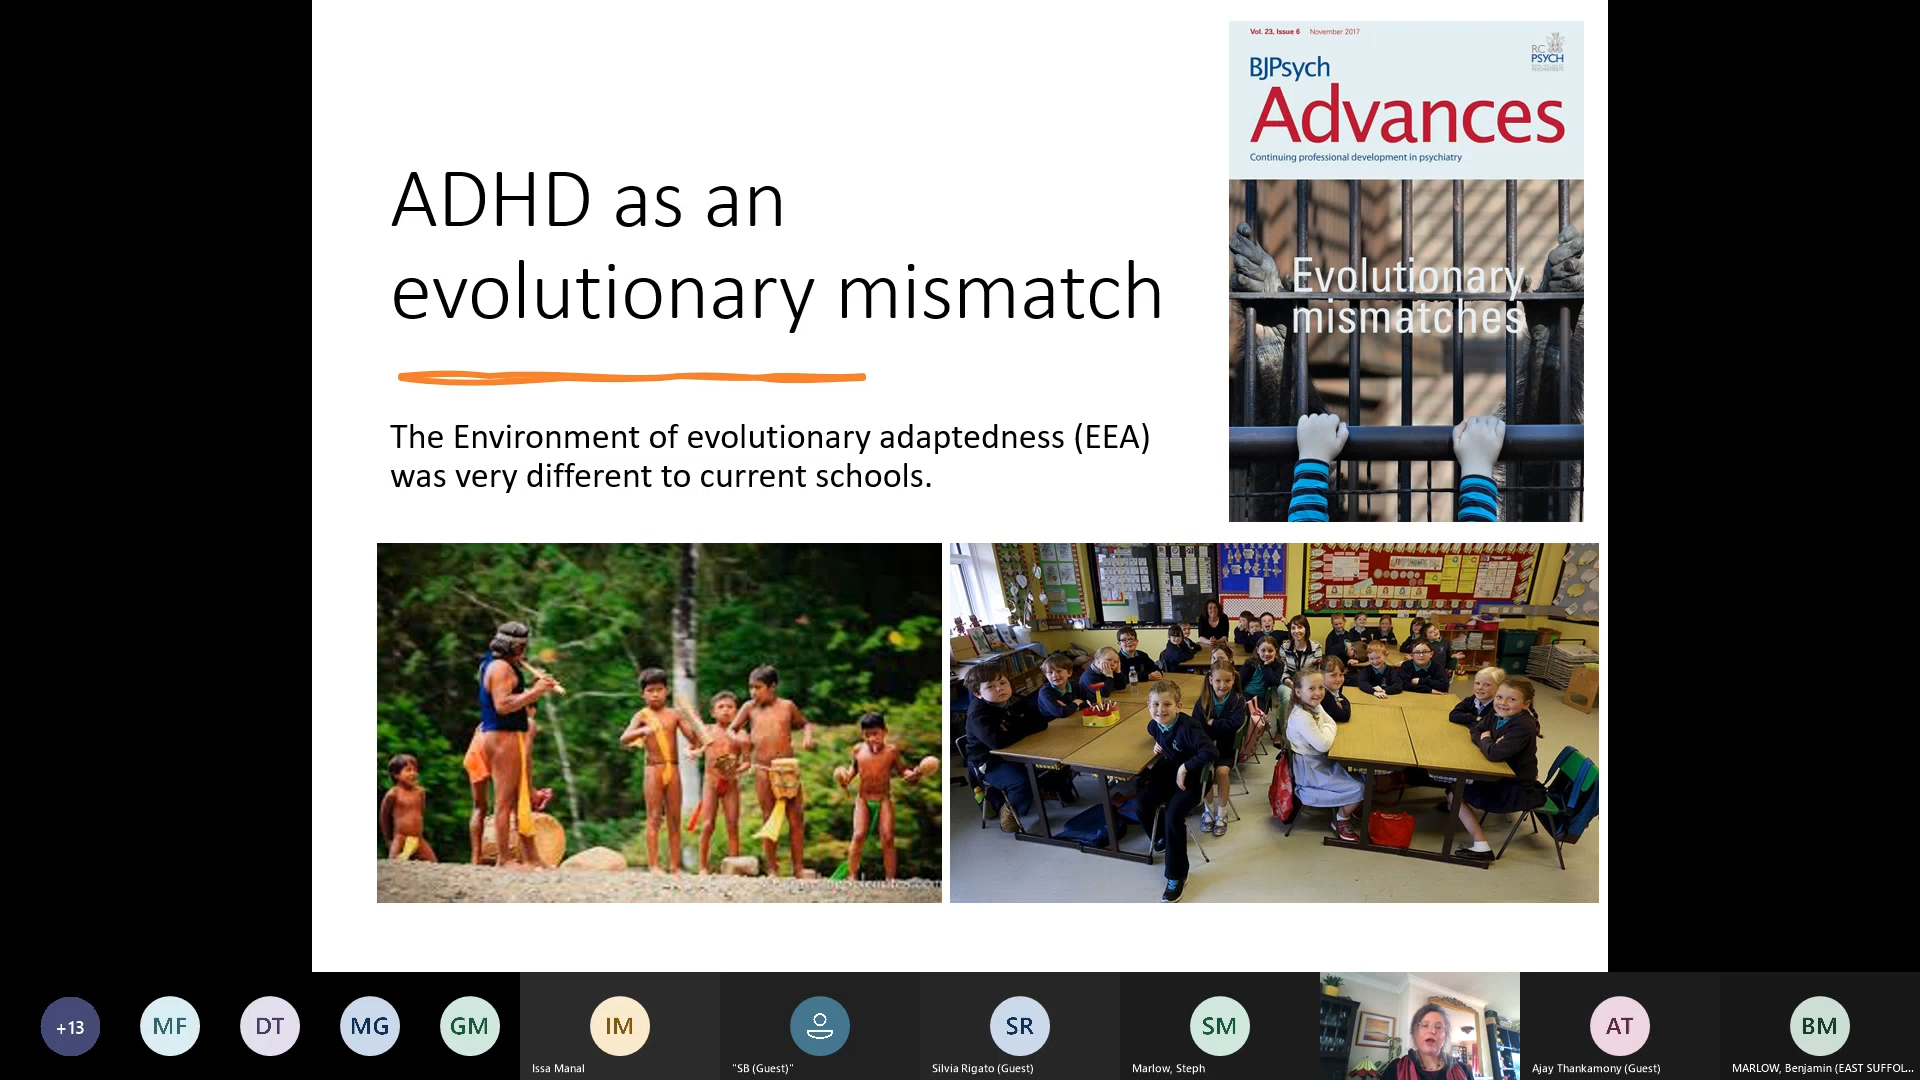 Vol. 23, Issue 6 November 2017
RC
PSYCH
BJPsych
Advances
Continuing professional development in psychiatry
Evolutionary
mismatches
ADHD as an
evolutionary mismatch
The Environment of evolutionary adaptedness (EEA)
was very different to current schools.
+13
MF
DT
MG
GM
IM
SR
SM
AT
BM
Issa Manal
"SB (Guest)"
Silvia Rigato (Guest)
Marlow, Steph
Ajay Thankamony (Guest)
MARLOW, Benjamin (EAST SUFFOL...